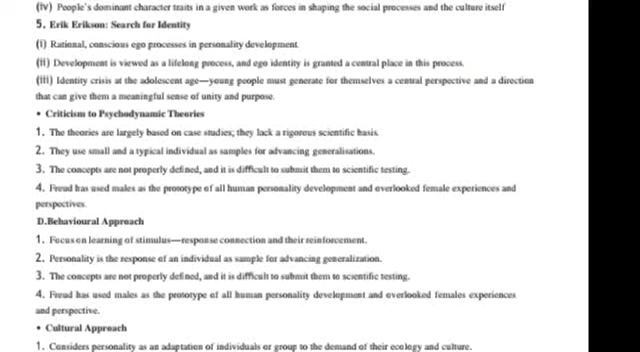 (iv) People's dominant character traits in a given work as forces in shaping the social processes and the culture itself
5. Erik Erikson: Search for Identity
(i) Rational, conscious ego processes in personality development
(ii) Development is viewed as a lifelong process, and ego identity is granted a central place in this process.
(iii) Identity crisis at the adolescent age—young people must generate for themselves a central perspective and a direction
that can give them a meaningful sense of unity and purpose.
• Criticism to Psychodynamic Theories
1. The theories are largely based on case studies; they lack a rigorous scientific basis.
2. They use small and a typical individual as samples for advancing generalisations.
3. The concepts are not properly defined, and it is difficult to submit them to scientific testing.
4. Freud has used males as the prototype of all human personality development and overlooked female experiences and
perspectives.
D.Behavioural Approach
1. Focus on learning of stimulus—response connection and their reinforcement.
2. Personality is the response of an individual as sample for advancing generalization.
3. The concepts are not properly defined, and it is difficult to submit them to scientific testing.
4. Freud has used males as the prototype of all human personality development and overlooked females experiences
and perspective.
• Cultural Approach
1. Considers personality as an adaptation of individuals or group to the demand of their ecology and culture.